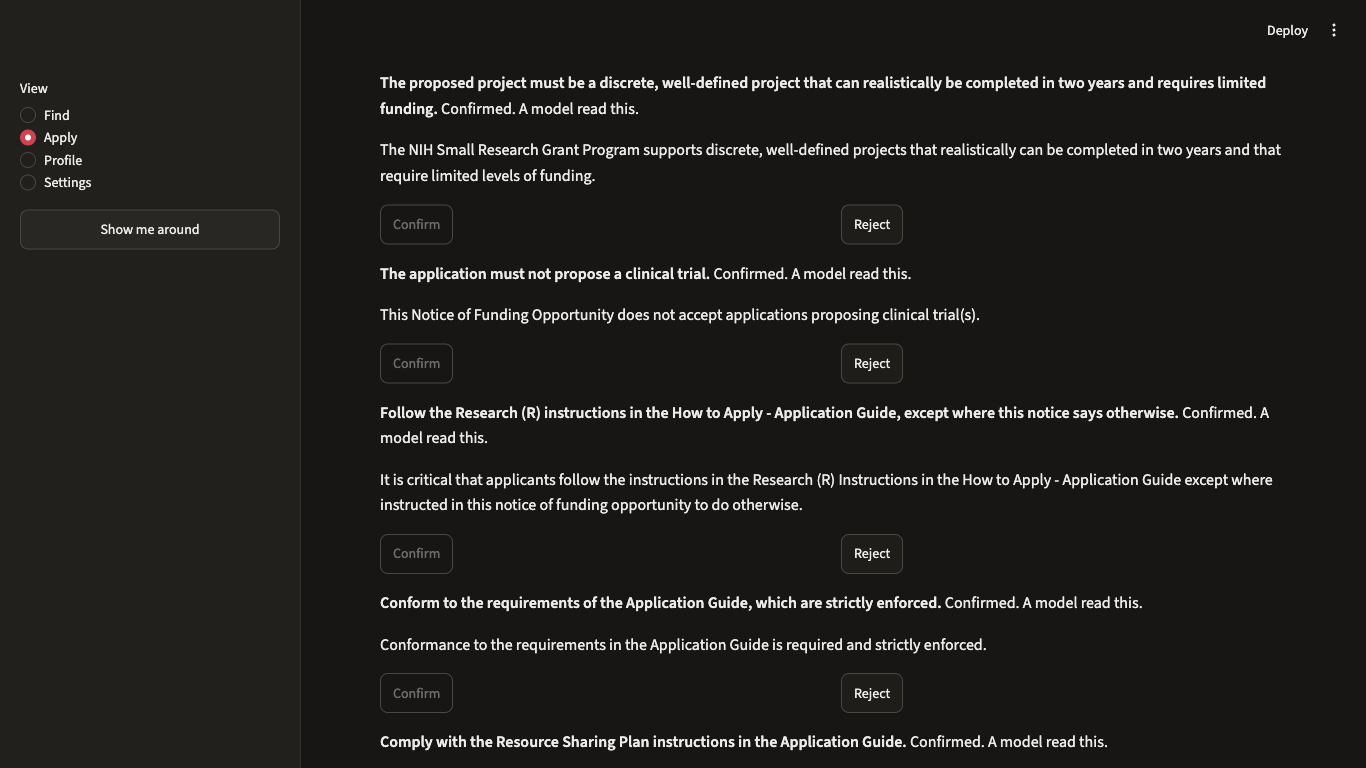 Deploy
View
Find
Apply
Profile
Settings
Show me around
The proposed project must be a discrete, well-defined project that can realistically be completed in two years and requires limited
funding. Confirmed. A model read this.
The NIH Small Research Grant Program supports discrete, well-defined projects that realistically can be completed in two years and that
require limited levels of funding.
Confirm
Reject
The application must not propose a clinical trial. Confirmed. A model read this.
This Notice of Funding Opportunity does not accept applications proposing clinical trial(s).
Confirm
Reject
Follow the Research (R) instructions in the How to Apply - Application Guide, except where this notice says otherwise. Confirmed. A
model read this.
It is critical that applicants follow the instructions in the Research (R) Instructions in the How to Apply - Application Guide except where
instructed in this notice of funding opportunity to do otherwise.
Confirm
Reject
Conform to the requirements of the Application Guide, which are strictly enforced. Confirmed. A model read this.
Conformance to the requirements in the Application Guide is required and strictly enforced.
Confirm
Reject
Comply with the Resource Sharing Plan instructions in the Application Guide. Confirmed. A model read this.